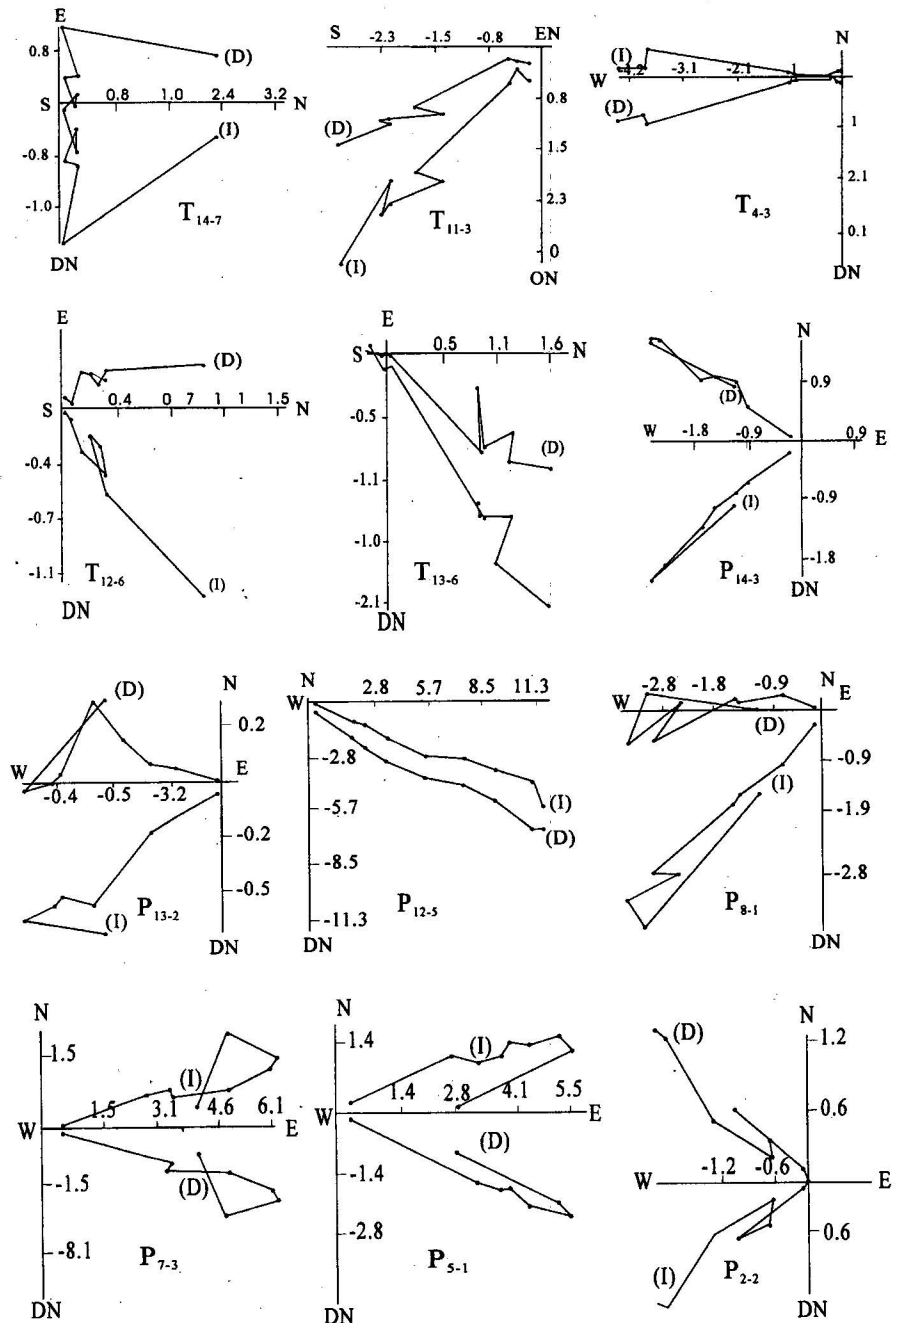 E
0.8
(D)
S
0.8 1.0 2.4 3.2
N
(I)
-0.8
-1.0
T14-7
DN
S
-2.3 -1.5 -0.8
EN
0.8
(D)
1.5
T11-3
2.3
0
(I)
ON
N
(I)
W
-4.2 -3.1 -2.1 1
(D)
1
2.1
T4-3
0.1
DN
E
(D)
S
0.4 0 7 1 1 1.5
N
-0.4
-0.7
-1.1
T12-6
(I)
DN
E
S
0.5 1.1 1.6
N
-0.5
(D)
-1.1
-1.0
T13-6
-2.1
DN
N
0.9
(D)
W
-1.8 -0.9 0.9
E
-0.9
(I)
-1.8
P14-3
DN
N
(D)
0.2
W
E
-0.4 -0.5 -3.2
-0.2
-0.5
P13-2
(I)
DN
N
W
2.8 5.7 8.5 11.3
-2.8
(I)
-5.7
(D)
-8.5
P12-5
-11.3
DN
N
W
-2.8 -1.8 -0.9
E
(D)
-0.9
(I)
-1.9
-2.8
P8-1
DN
N
1.5
(I)
W
1.5 3.1 4.6 6.1
E
(D)
-1.5
-8.1
P7-3
DN
N
1.4
(I)
W
1.4 2.8 4.1 5.5
E
(D)
-1.4
-2.8
P5-1
DN
N
(D)
1.2
0.6
-1.2 -0.6
W
E
0.6
(I)
P2-2
DN